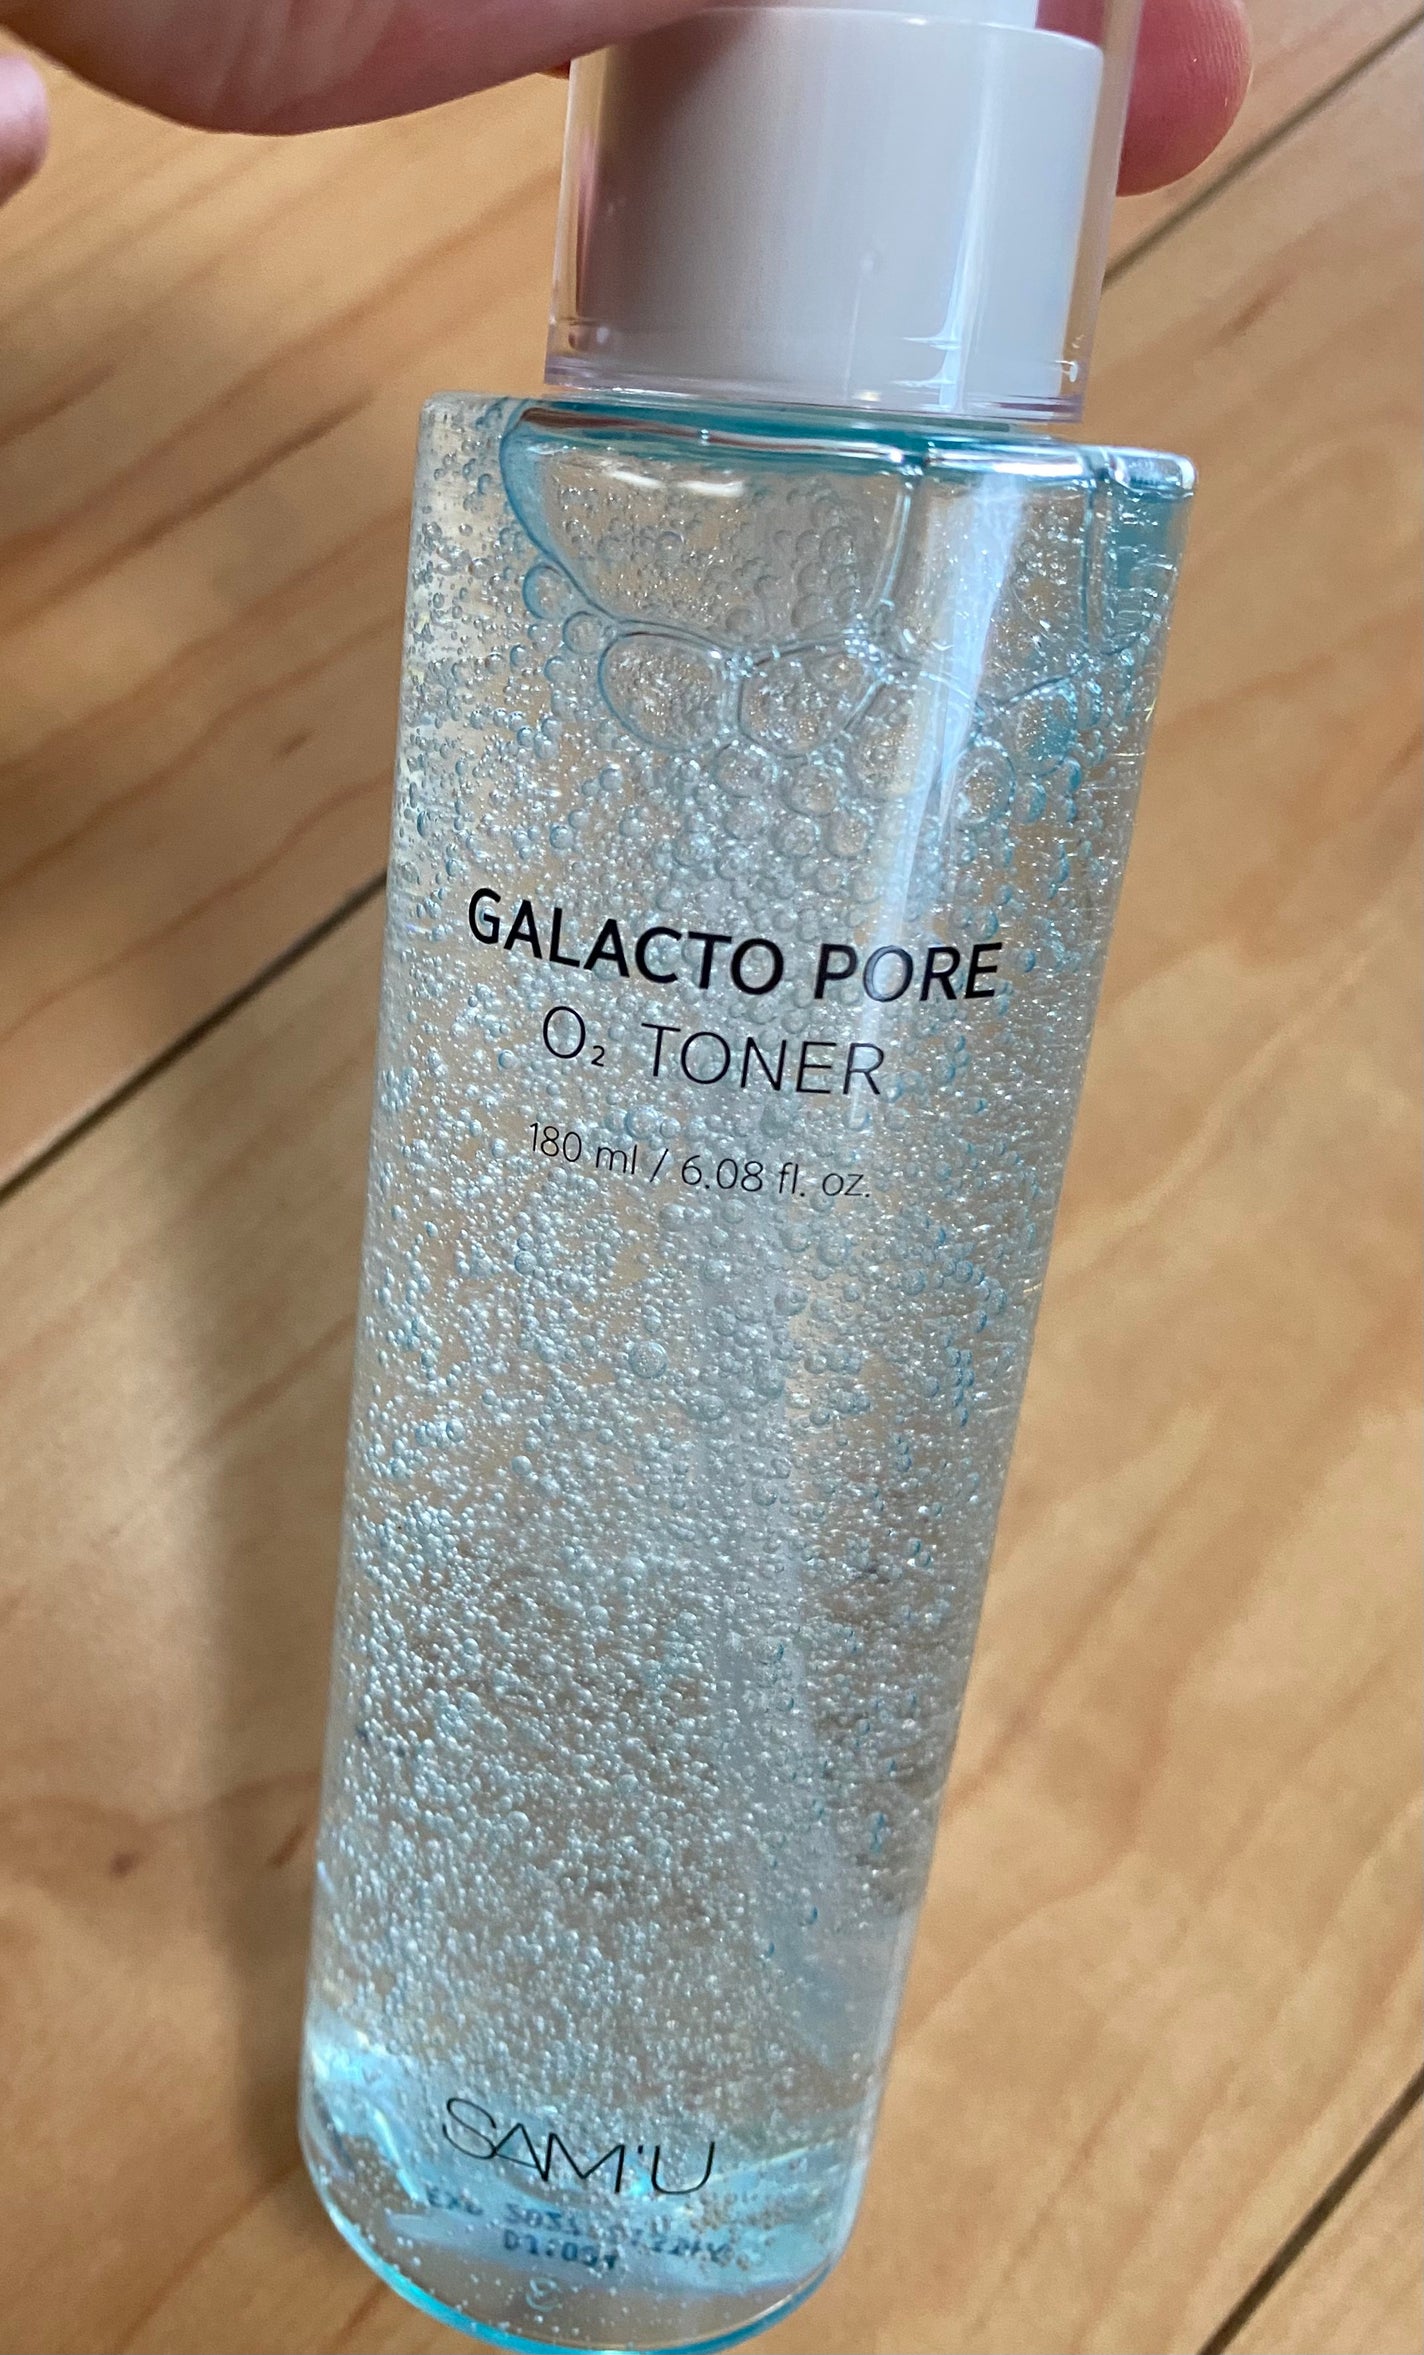 GALACTO PORE
O₂ TONER
180 ml / 6.08 fl. oz.
SAM'U